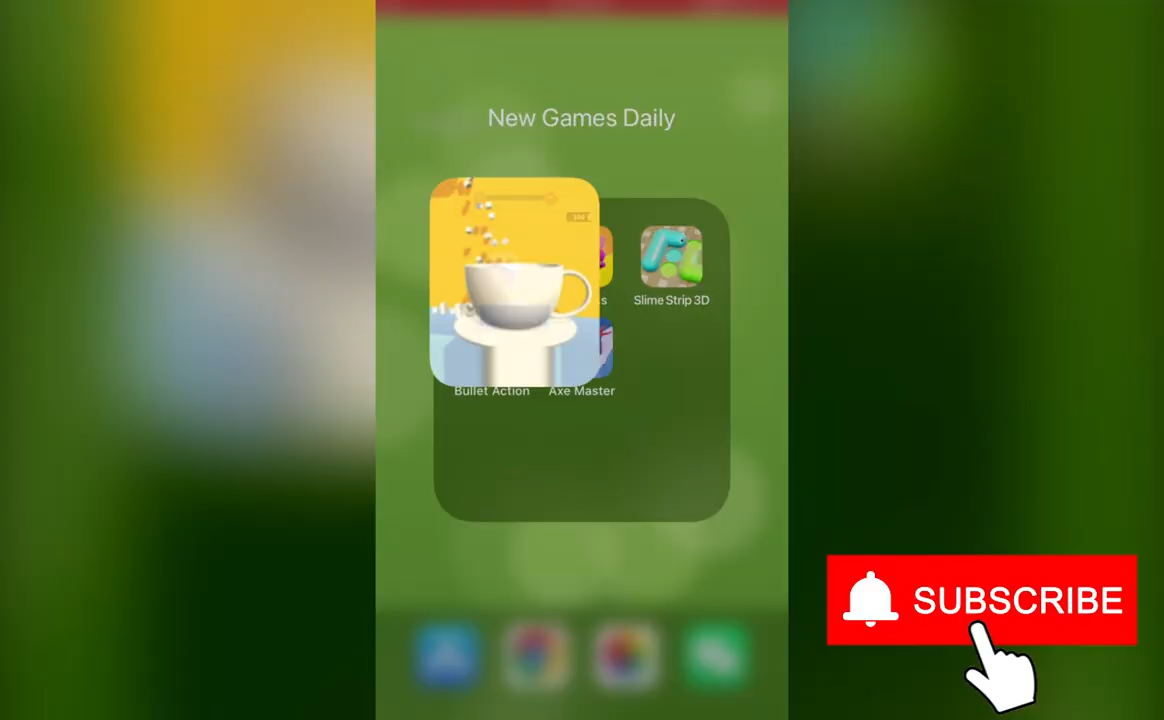 New Games Daily
Slime Strip 3D
Bullet Action
Axe Master
SUBSCRIBE